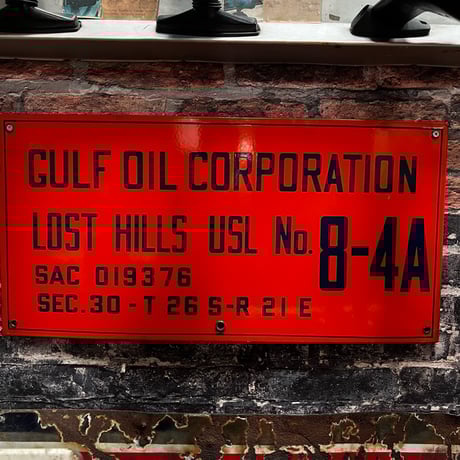 GULF OIL CORPORATION
LOST HILLS USL No. 8-4A
SAC 019376
SEC. 30 - T 26 S-R 21 E